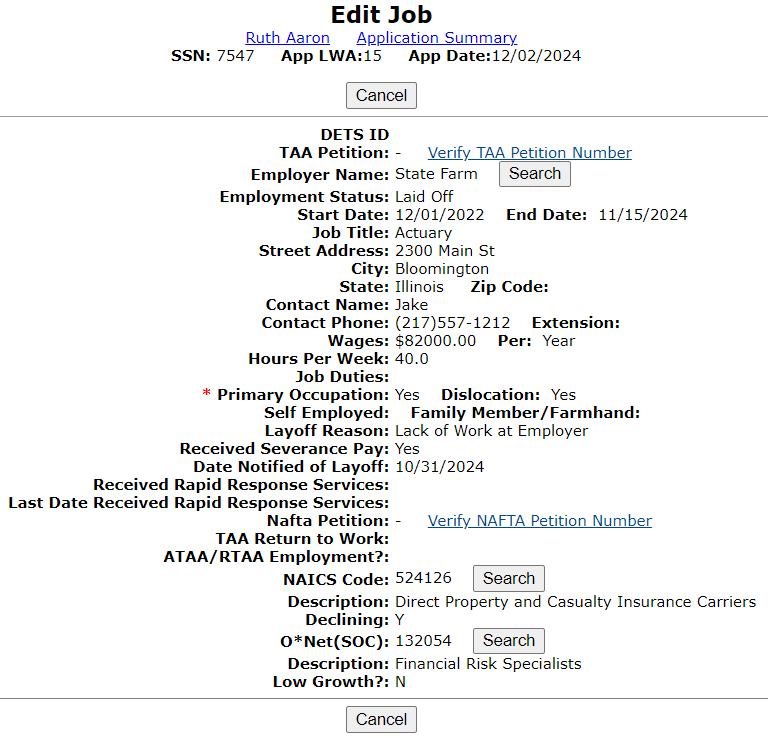 Edit Job
Ruth Aaron Application Summary
SSN: 7547 App LWA:15 App Date:12/02/2024
Cancel
DETS ID
TAA Petition: - Verify TAA Petition Number
Employer Name: State Farm Search
Employment Status: Laid Off
Start Date: 12/01/2022 End Date: 11/15/2024
Job Title: Actuary
Street Address: 2300 Main St
City: Bloomington
State: Illinois Zip Code:
Contact Name: Jake
Contact Phone: (217)557-1212 Extension:
Wages: $82000.00 Per: Year
Hours Per Week: 40.0
Job Duties:
* Primary Occupation: Yes Dislocation: Yes
Self Employed: Family Member/Farmhand:
Layoff Reason: Lack of Work at Employer
Received Severance Pay: Yes
Date Notified of Layoff: 10/31/2024
Received Rapid Response Services:
Last Date Received Rapid Response Services:
Nafta Petition: - Verify NAFTA Petition Number
TAA Return to Work:
ATAA/RTAA Employment?:
NAICS Code: 524126 Search
Description: Direct Property and Casualty Insurance Carriers
Declining: Y
O*Net(SOC): 132054 Search
Description: Financial Risk Specialists
Low Growth?: N
Cancel